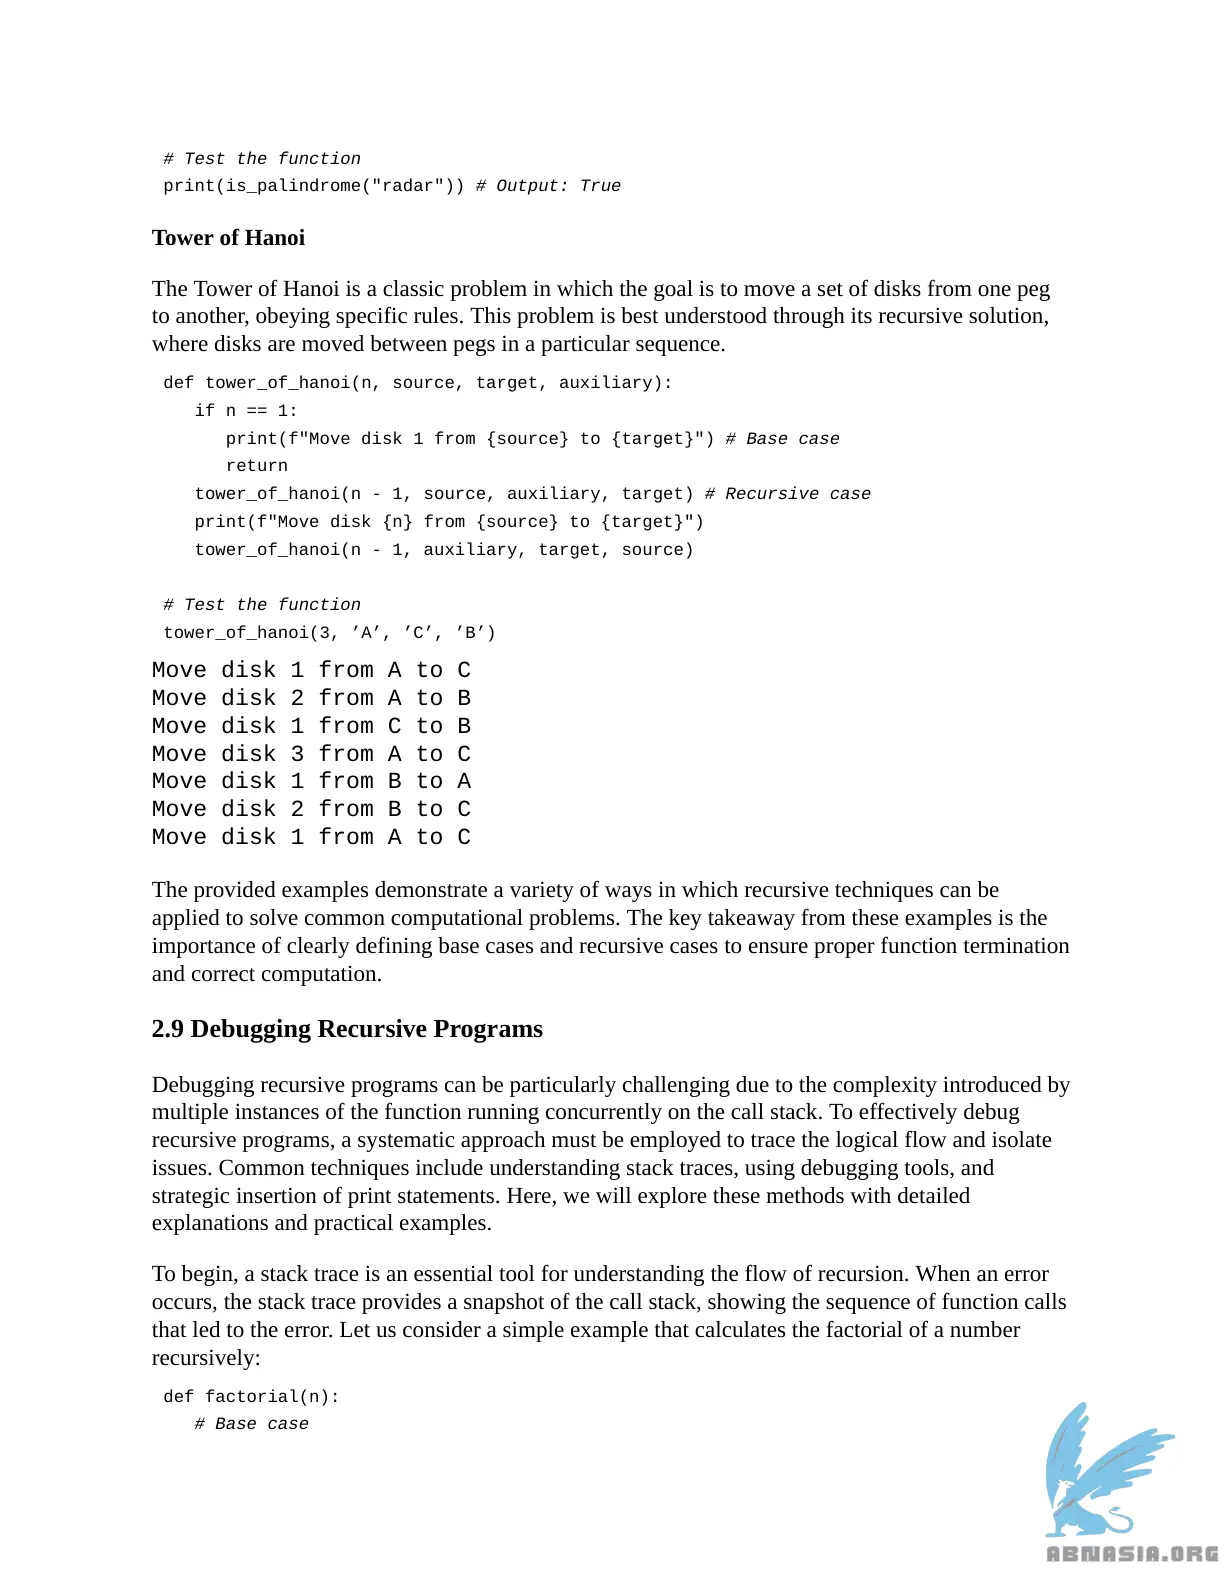 # Test the function
print(is_palindrome("radar")) # Output: True
Tower of Hanoi
The Tower of Hanoi is a classic problem in which the goal is to move a set of disks from one peg
to another, obeying specific rules. This problem is best understood through its recursive solution,
where disks are moved between pegs in a particular sequence.
def tower_of_hanoi(n, source, target, auxiliary):
   if n == 1:
      print(f"Move disk 1 from {source} to {target}") # Base case
      return
   tower_of_hanoi(n - 1, source, auxiliary, target) # Recursive case
   print(f"Move disk {n} from {source} to {target}")
   tower_of_hanoi(n - 1, auxiliary, target, source)
# Test the function
tower_of_hanoi(3, ’A’, ’C’, ’B’)
Move disk 1 from A to C
Move disk 2 from A to B
Move disk 1 from C to B
Move disk 3 from A to C
Move disk 1 from B to A
Move disk 2 from B to C
Move disk 1 from A to C
The provided examples demonstrate a variety of ways in which recursive techniques can be
applied to solve common computational problems. The key takeaway from these examples is the
importance of clearly defining base cases and recursive cases to ensure proper function termination
and correct computation.
2.9 Debugging Recursive Programs
Debugging recursive programs can be particularly challenging due to the complexity introduced by
multiple instances of the function running concurrently on the call stack. To effectively debug
recursive programs, a systematic approach must be employed to trace the logical flow and isolate
issues. Common techniques include understanding stack traces, using debugging tools, and
strategic insertion of print statements. Here, we will explore these methods with detailed
explanations and practical examples.
To begin, a stack trace is an essential tool for understanding the flow of recursion. When an error
occurs, the stack trace provides a snapshot of the call stack, showing the sequence of function calls
that led to the error. Let us consider a simple example that calculates the factorial of a number
recursively:
def factorial(n):
   # Base case
ABNASIA.ORG